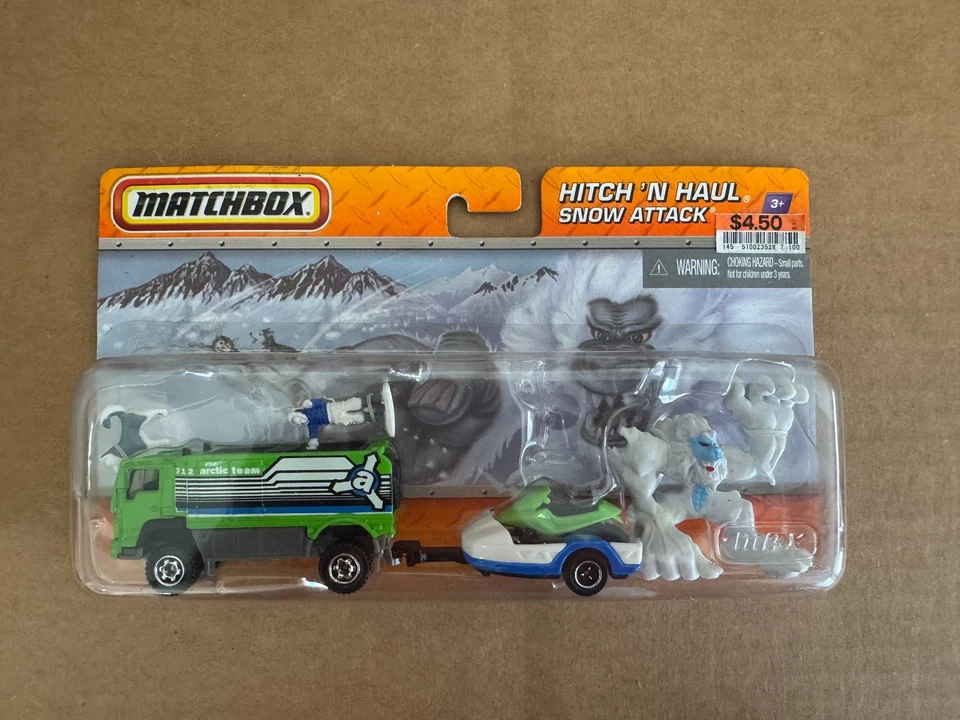 MATCHBOX
HITCH 'N HAUL®
SNOW ATTACK
3+
$4.50
WARNING: CHOKING HAZARD – Small parts.
Not for children under 3 years.
712 arctic team
a
MBX